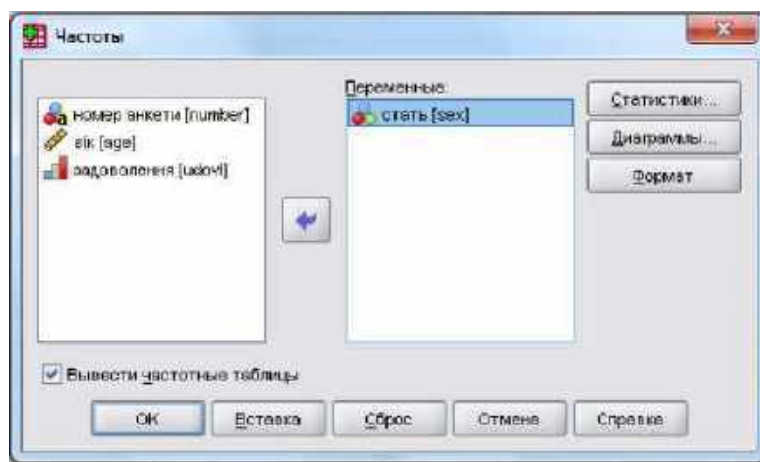 Частоты
Переменные:
номер анкети [number]
вік [age]
задоволення [udovl]
стать [sex]
Статистики...
Диаграммы...
Формат
Вывести частотные таблицы
ОК
Вставка
Сброс
Отмена
Справка